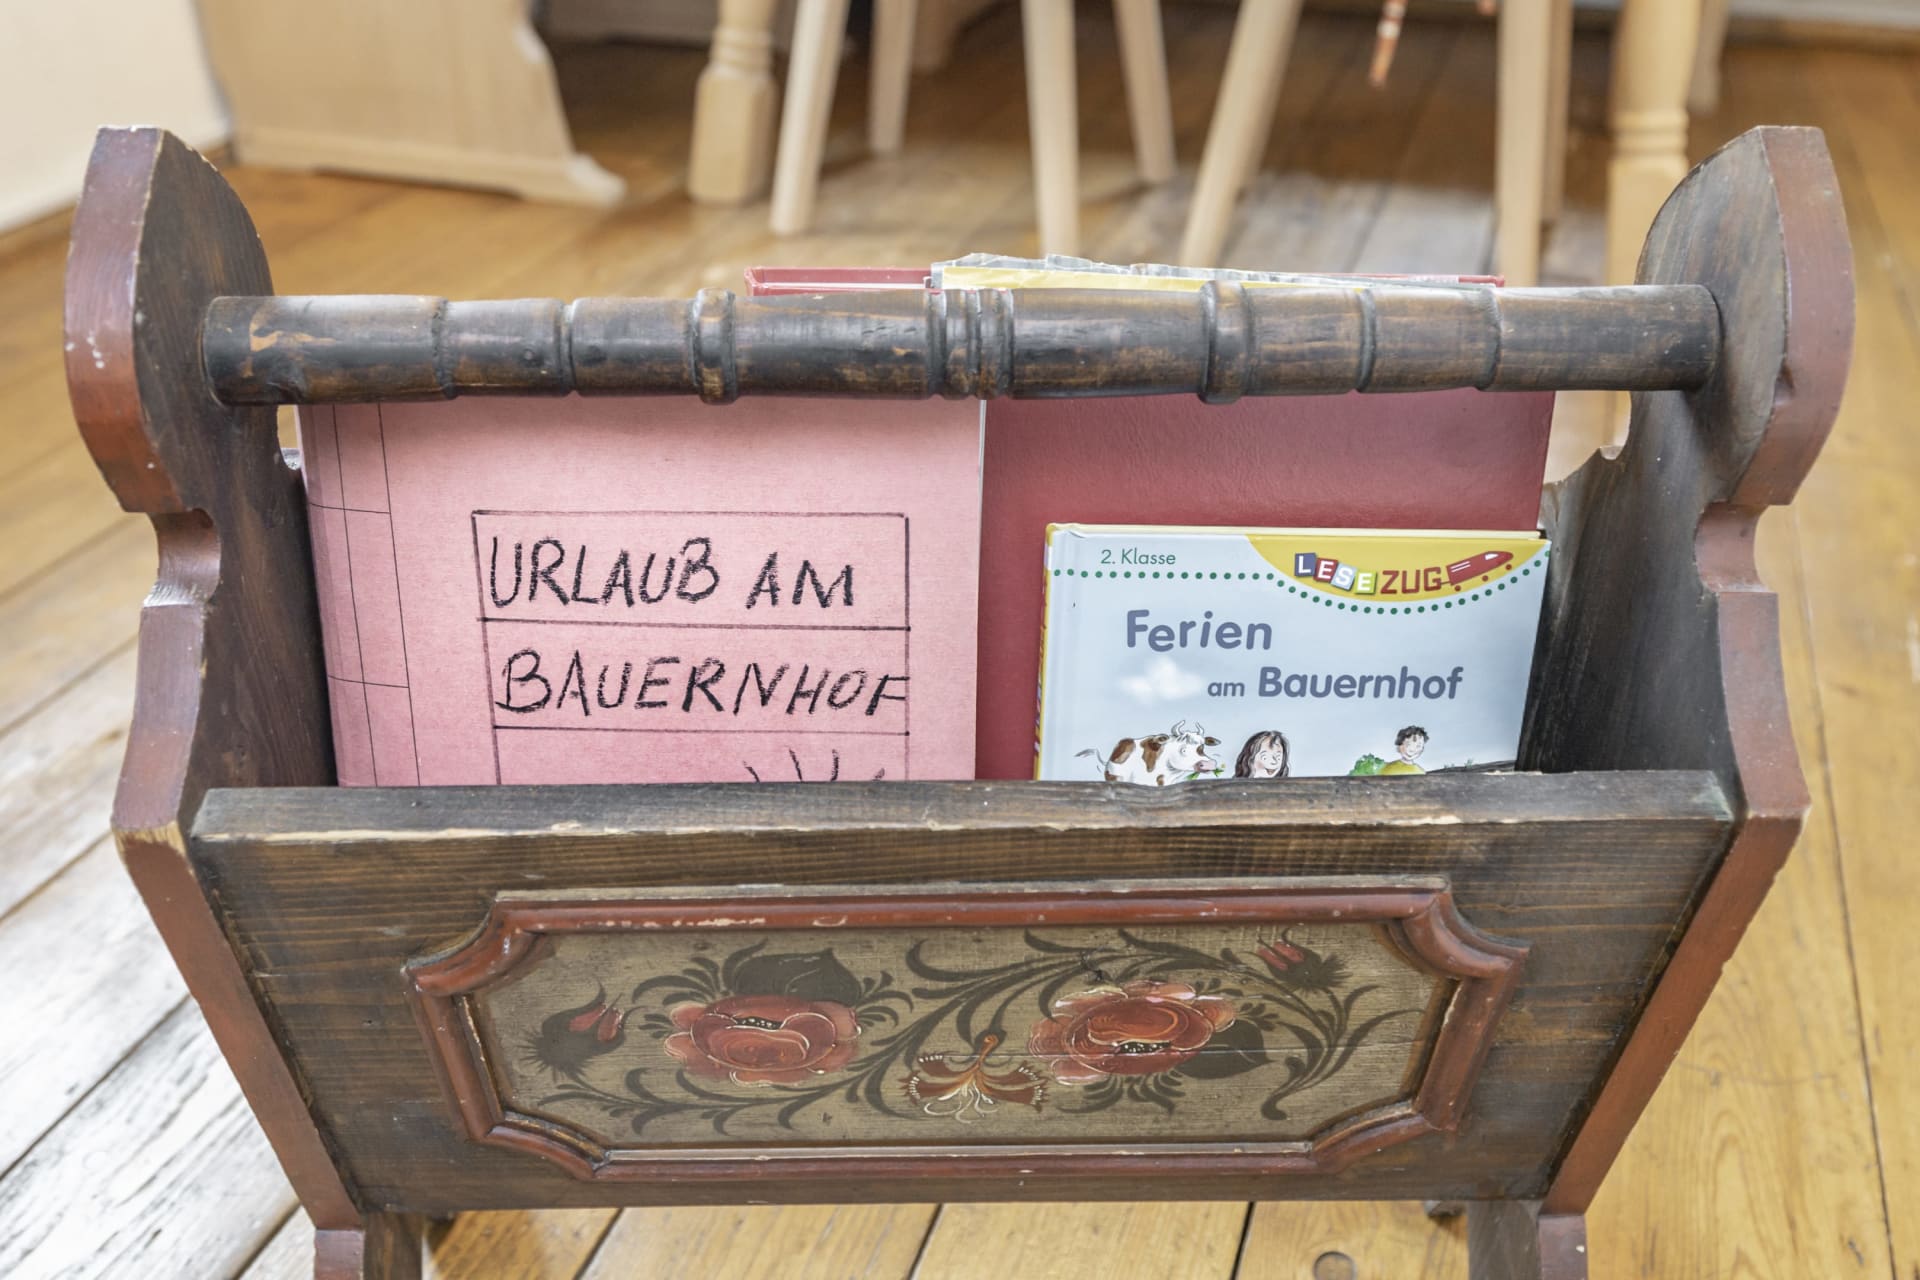 URLAUB AM
BAUERNHOF
2. Klasse
LESEZUG
Ferien
am Bauernhof